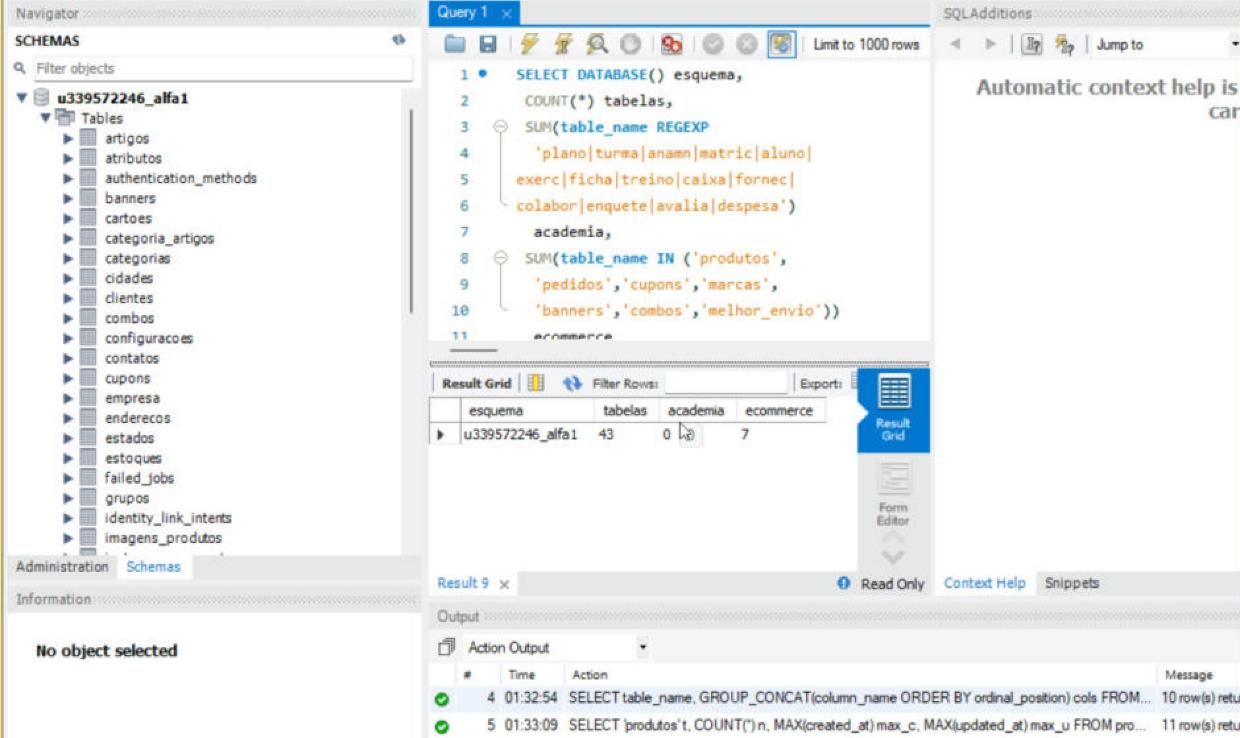 Navigator
SCHEMAS
Filter objects
u339572246_alfa1
Tables
artigos
atributos
authentication_methods
banners
cartoes
categoria_artigos
categorias
cidades
clientes
combos
configuracoes
contatos
cupons
empresa
enderecos
estados
estoques
failed_jobs
grupos
identity_link_intents
imagens_produtos
Administration Schemas
Information
No object selected
Query 1
Limit to 1000 rows
1 SELECT DATABASE() esquema,
2 COUNT(*) tabelas,
3 SUM(table_name REGEXP
4 'plano|turma|anamn|matric|aluno|
5 exerc|ficha|treino|caixa|fornec|
6 colabor|enquete|avalia|despesa')
7 academia,
8 SUM(table_name IN ('produtos',
9 'pedidos','cupons','marcas',
10 'banners','combos','melhor_envio'))
11 ecommerce
Result Grid Filter Rows: Export:
esquema tabelas academia ecommerce
u339572246_alfa1 43 0 7
Result Grid
Form Editor
Result 9 Read Only
SQLAdditions
Jump to
Automatic context help is
can
Context Help Snippets
Output
Action Output
# Time Action Message
4 01:32:54 SELECT table_name, GROUP_CONCAT(column_name ORDER BY ordinal_position) cols FROM... 10 row(s) retu
5 01:33:09 SELECT 'produtos' t, COUNT(*) n, MAX(created_at) max_c, MAX(updated_at) max_u FROM pro... 11 row(s) retu